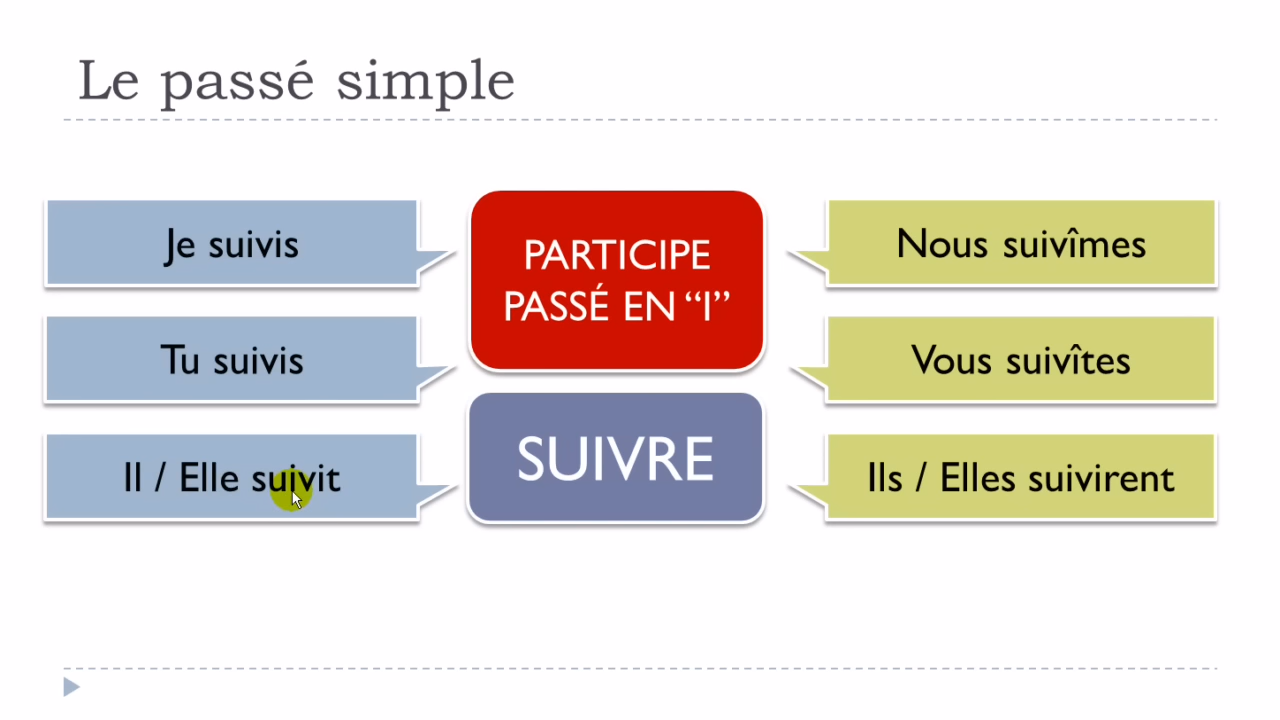 Le passé simple
Je suivis
Tu suivis
Il / Elle suivit
PARTICIPE
PASSÉ EN “I”
SUIVRE
Nous suivîmes
Vous suivîtes
Ils / Elles suivirent